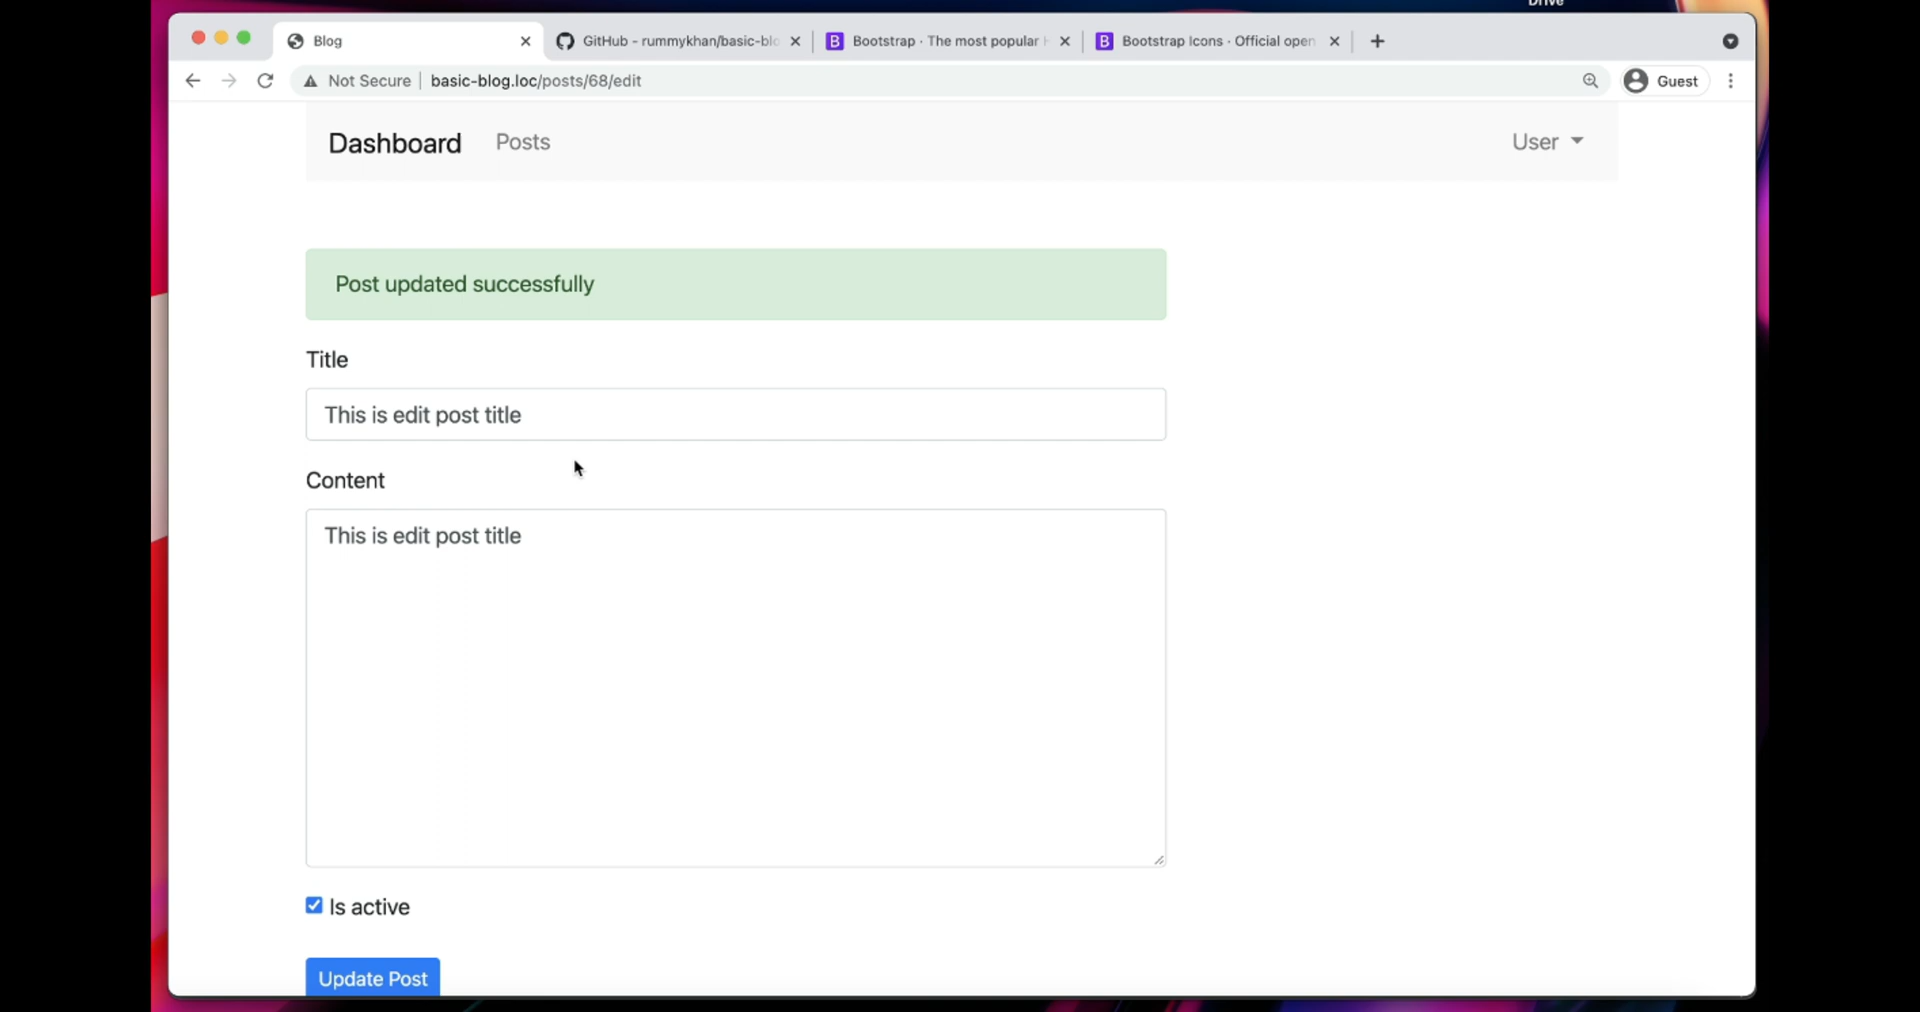 Drive
Blog
GitHub - rummykhan/basic-blo
Bootstrap · The most popular H
Bootstrap Icons · Official open
Not Secure
basic-blog.loc/posts/68/edit
Guest
Dashboard
Posts
User
Post updated successfully
Title
This is edit post title
Content
This is edit post title
Is active
Update Post